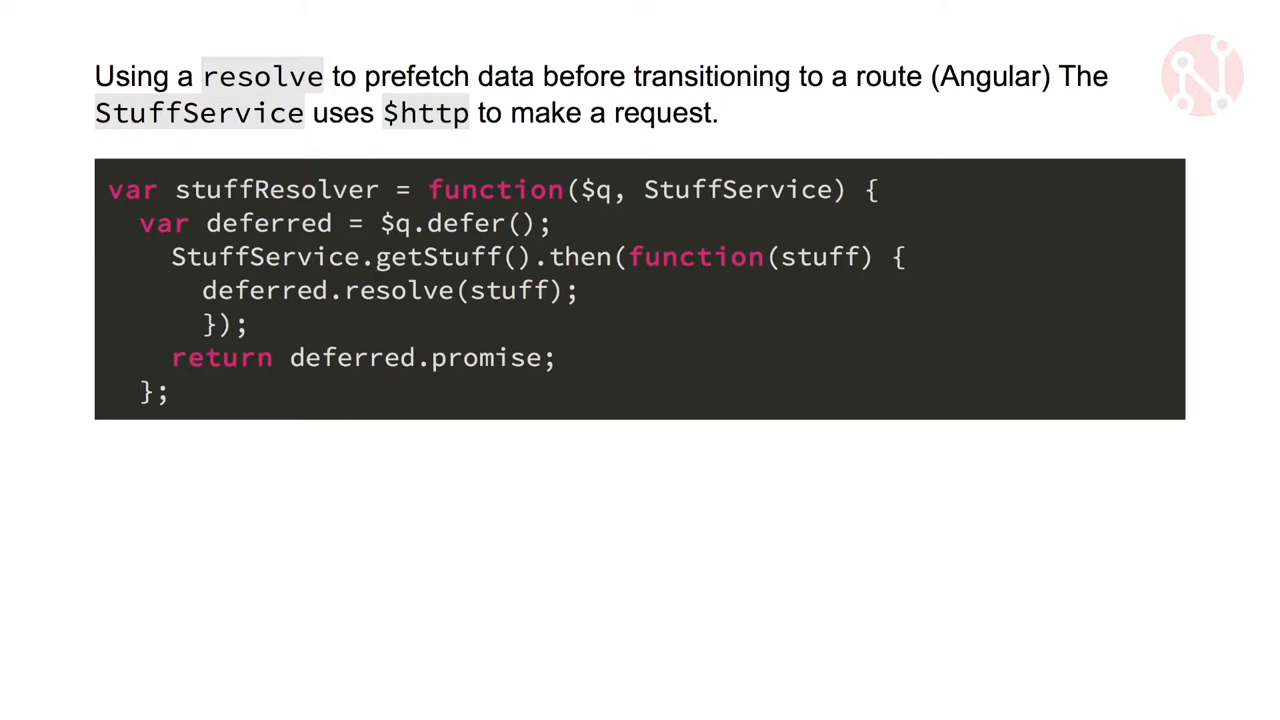 Using a resolve to prefetch data before transitioning to a route (Angular) The
StuffService uses $http to make a request.
var stuffResolver = function($q, StuffService) {
  var deferred = $q.defer();
    StuffService.getStuff().then(function(stuff) {
      deferred.resolve(stuff);
      });
    return deferred.promise;
  };